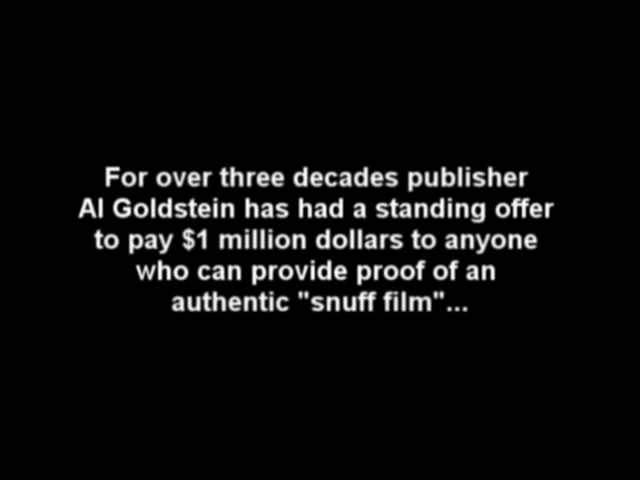 For over three decades publisher
Al Goldstein has had a standing offer
to pay $1 million dollars to anyone
who can provide proof of an
authentic "snuff film"...